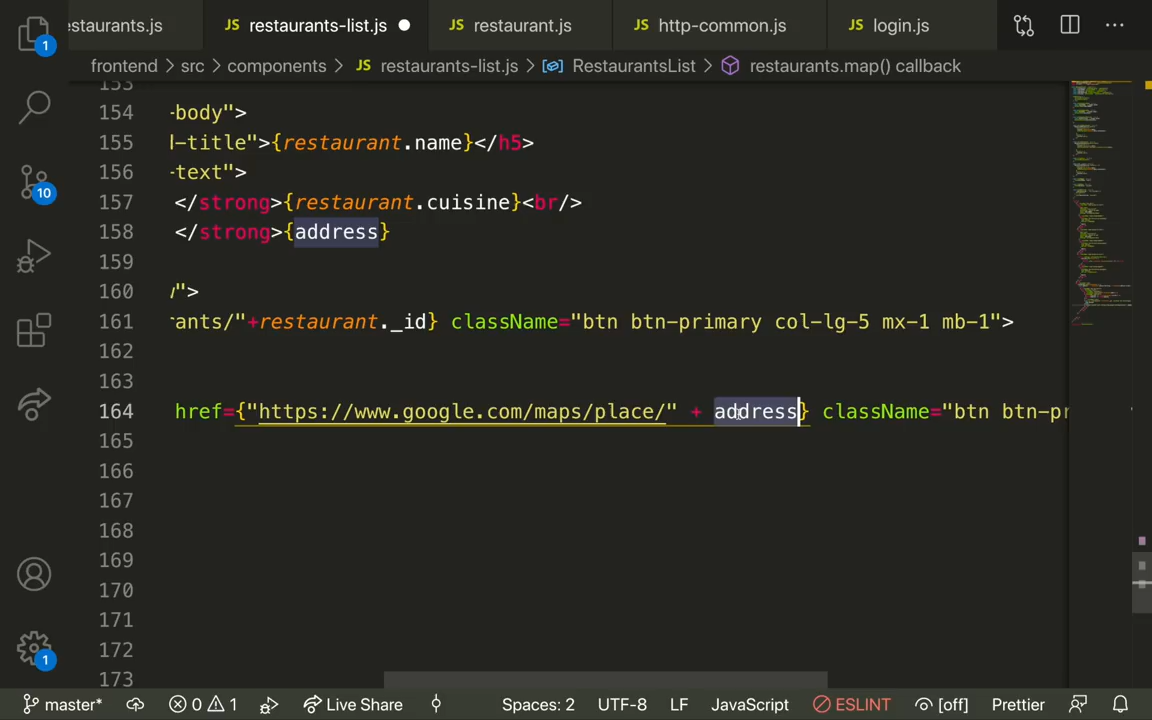 estaurants.js JS restaurants-list.js JS restaurant.js JS http-common.js JS login.js
frontend > src > components > JS restaurants-list.js > RestaurantsList > restaurants.map() callback
153
154 -body">
155 l-title">{restaurant.name}</h5>
156 -text">
157 </strong>{restaurant.cuisine}<br/>
158 </strong>{address}
159
160 /">
161 ants/"+restaurant._id} className="btn btn-primary col-lg-5 mx-1 mb-1">
162
163
164 href={"https://www.google.com/maps/place/" + address} className="btn btn-pr
165
166
167
168
169
170
171
172
173
1
10
1
master* 0 1 Live Share Spaces: 2 UTF-8 LF JavaScript ESLINT [off] Prettier